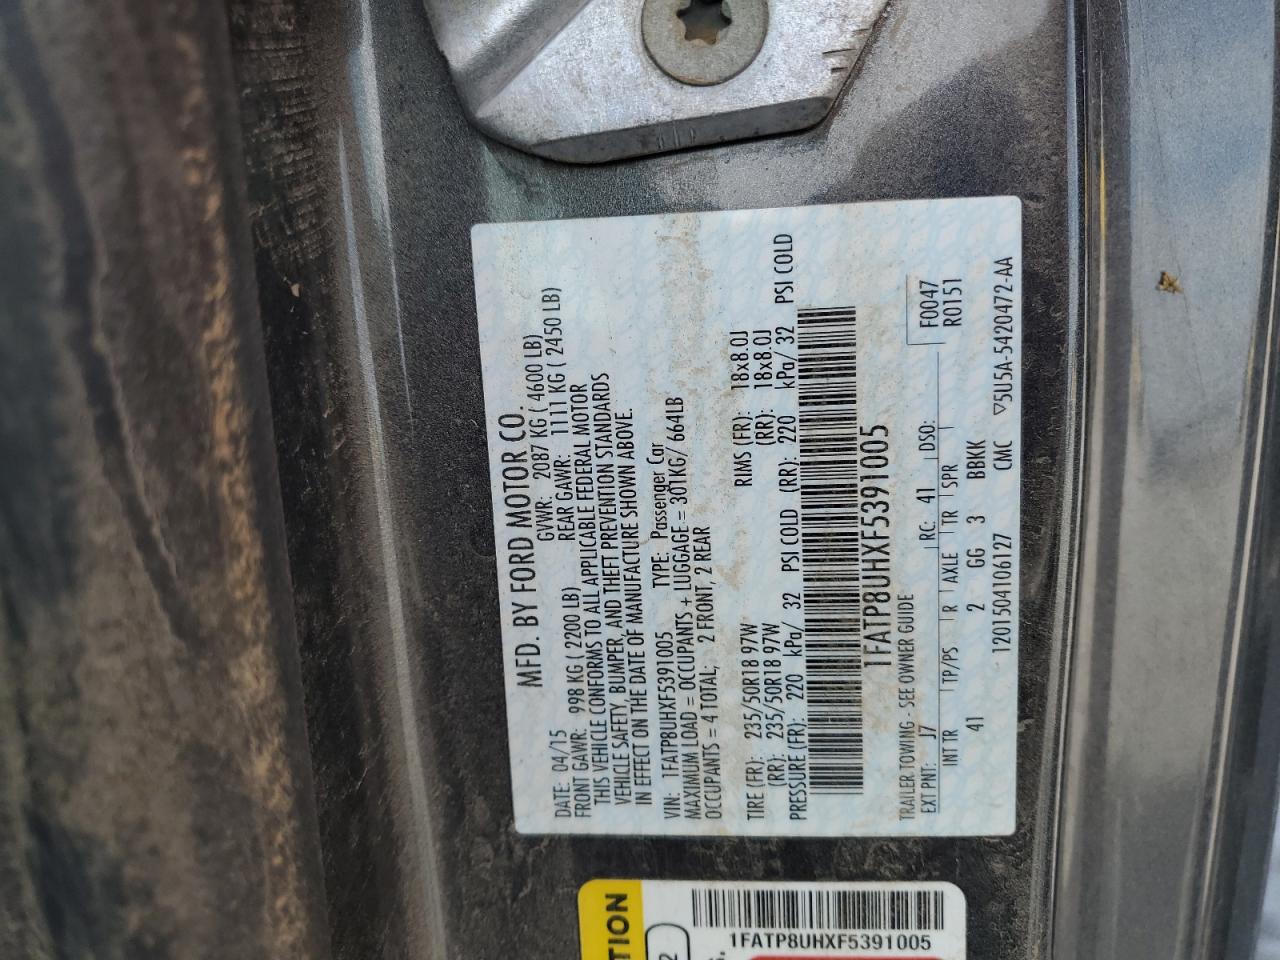 MFD. BY FORD MOTOR CO.
DATE: 04/15 GVWR: 2087 KG ( 4600 LB)
FRONT GAWR: 998 KG ( 2200 LB) REAR GAWR: 1111 KG ( 2450 LB)
THIS VEHICLE CONFORMS TO ALL APPLICABLE FEDERAL MOTOR
VEHICLE SAFETY, BUMPER, AND THEFT PREVENTION STANDARDS
IN EFFECT ON THE DATE OF MANUFACTURE SHOWN ABOVE.
VIN: 1FATP8UHXF5391005 TYPE: Passenger Car
MAXIMUM LOAD = OCCUPANTS + LUGGAGE = 301KG/ 664LB
OCCUPANTS = 4 TOTAL; 2 FRONT, 2 REAR
TIRE (FR): 235/50R18 97W RIMS (FR): 18x8.0J
(RR): 235/50R18 97W (RR): 18x8.0J
PRESSURE (FR): 220 kPa/ 32 PSI COLD (RR): 220 kPa/ 32 PSI COLD
1FATP8UHXF5391005
TRAILER TOWING - SEE OWNER GUIDE F0047
EXT PNT: J7 RC: 41 DSO: R0151
INT TR TP/PS R AXLE TR SPR
41 2 GG 3 BBKK
12015041106127 CMC ▽5U5A-5420472-AA
TION
2
S.
1FATP8UHXF5391005